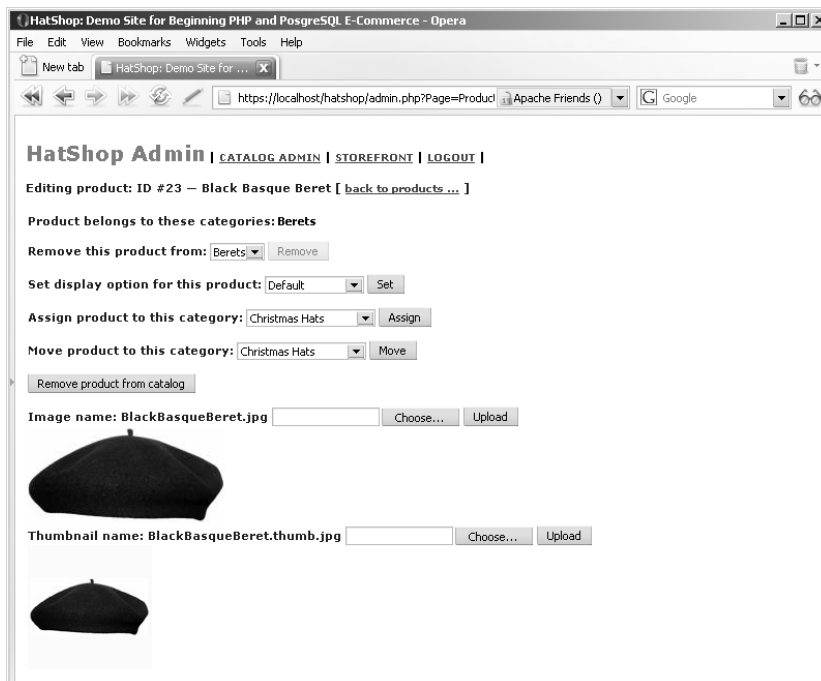 HatShop: Demo Site for Beginning PHP and PosgreSQL E-Commerce - Opera
File Edit View Bookmarks Widgets Tools Help
New tab HatShop: Demo Site for ... X
https://localhost/hatshop/admin.php?Page=Product Apache Friends () G Google
HatShop Admin | CATALOG ADMIN | STOREFRONT | LOGOUT |
Editing product: ID #23 — Black Basque Beret [ back to products ... ]
Product belongs to these categories: Berets
Remove this product from: Berets Remove
Set display option for this product: Default Set
Assign product to this category: Christmas Hats Assign
Move product to this category: Christmas Hats Move
Remove product from catalog
Image name: BlackBasqueBeret.jpg Choose... Upload
Thumbnail name: BlackBasqueBeret.thumb.jpg Choose... Upload